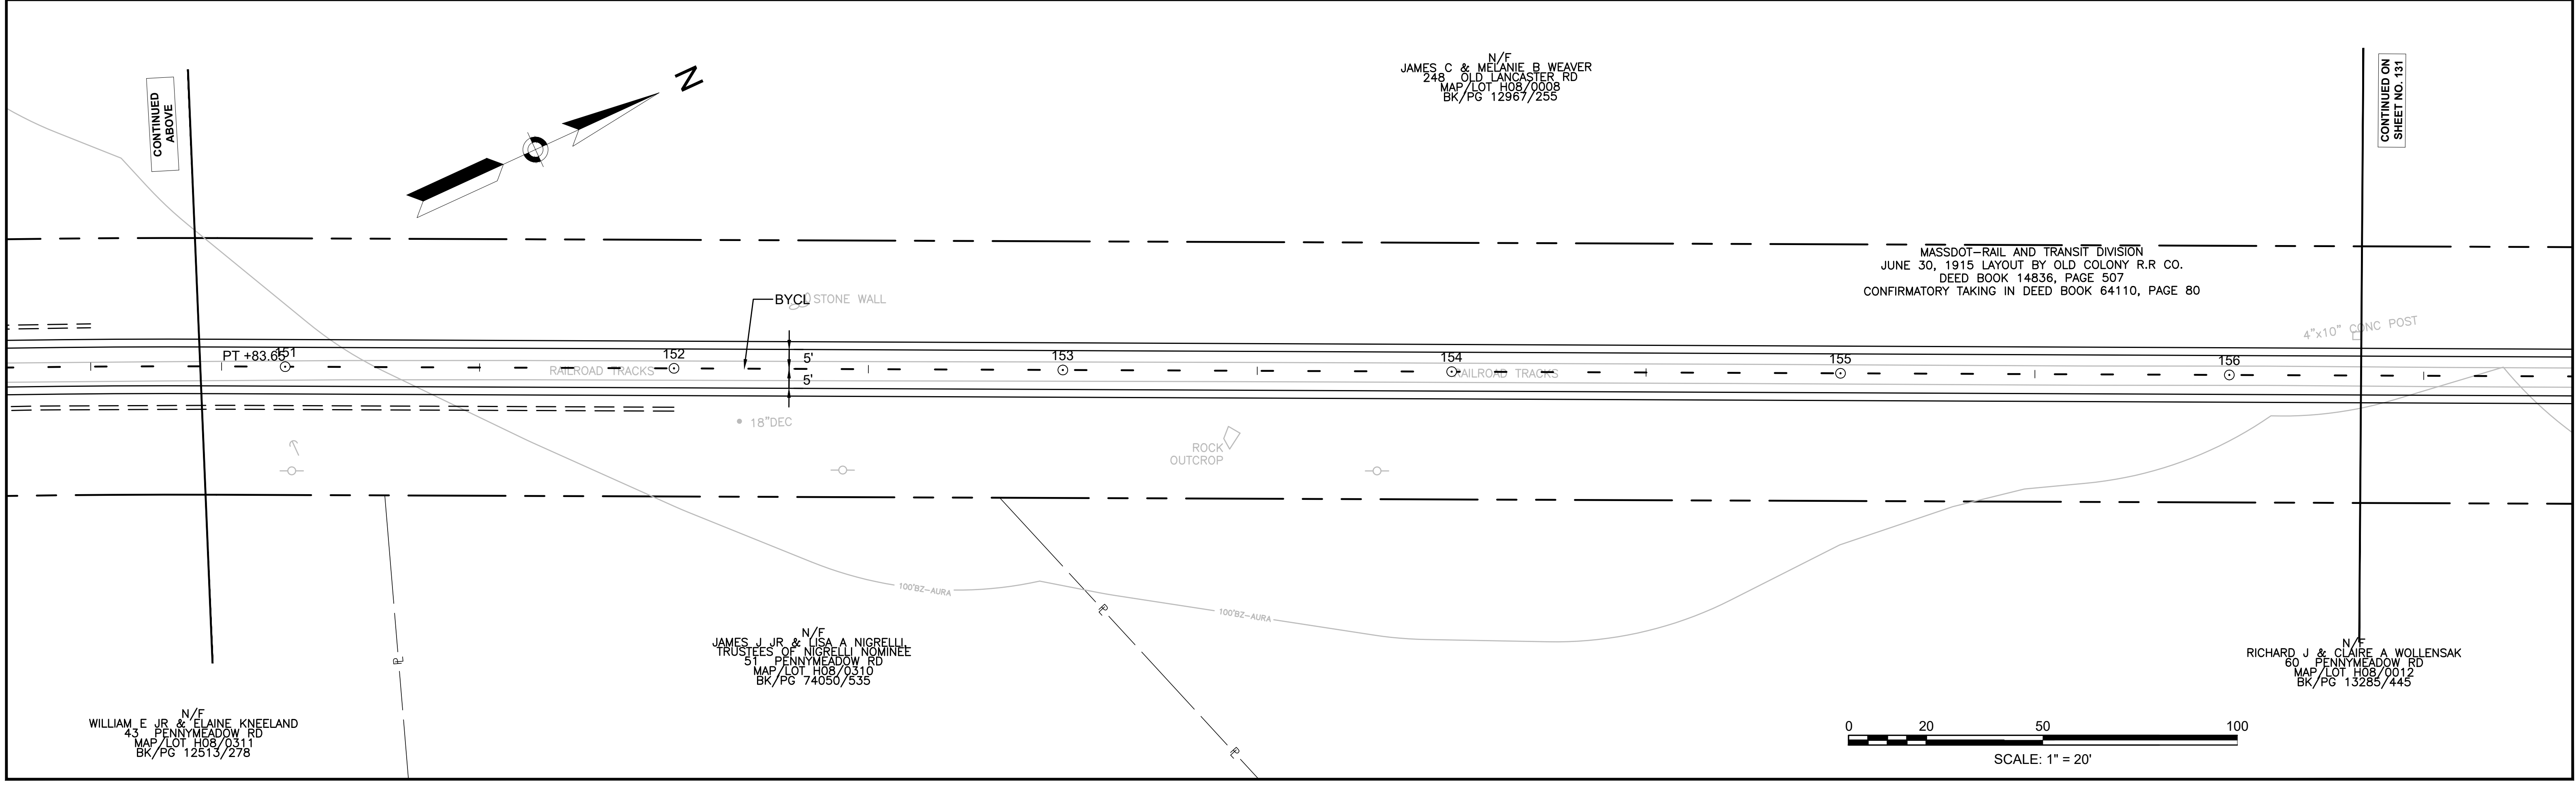 CONTINUED
ABOVE
N
N/F
JAMES C & MELANIE B WEAVER
248 OLD LANCASTER RD
MAP/LOT H08/0008
BK/PG 12967/255
CONTINUED ON
SHEET NO. 131
MASSDOT-RAIL AND TRANSIT DIVISION
JUNE 30, 1915 LAYOUT BY OLD COLONY R.R CO.
DEED BOOK 14836, PAGE 507
CONFIRMATORY TAKING IN DEED BOOK 64110, PAGE 80
BYCL
STONE WALL
4"x10" CONC POST
PT +83.65
151
152
5'
5'
153
154
155
156
RAILROAD TRACKS
RAILROAD TRACKS
18"DEC
ROCK
OUTCROP
100'BZ-AURA
100'BZ-AURA
PL
PL
PL
N/F
JAMES J JR & LISA A NIGRELLI,
TRUSTEES OF NIGRELLI NOMINEE
51 PENNYMEADOW RD
MAP/LOT H08/0310
BK/PG 74050/535
N/F
RICHARD J & CLAIRE A WOLLENSAK
60 PENNYMEADOW RD
MAP/LOT H08/0012
BK/PG 13285/445
N/F
WILLIAM E JR & ELAINE KNEELAND
43 PENNYMEADOW RD
MAP/LOT H08/0311
BK/PG 12513/278
0 20 50 100
SCALE: 1" = 20'